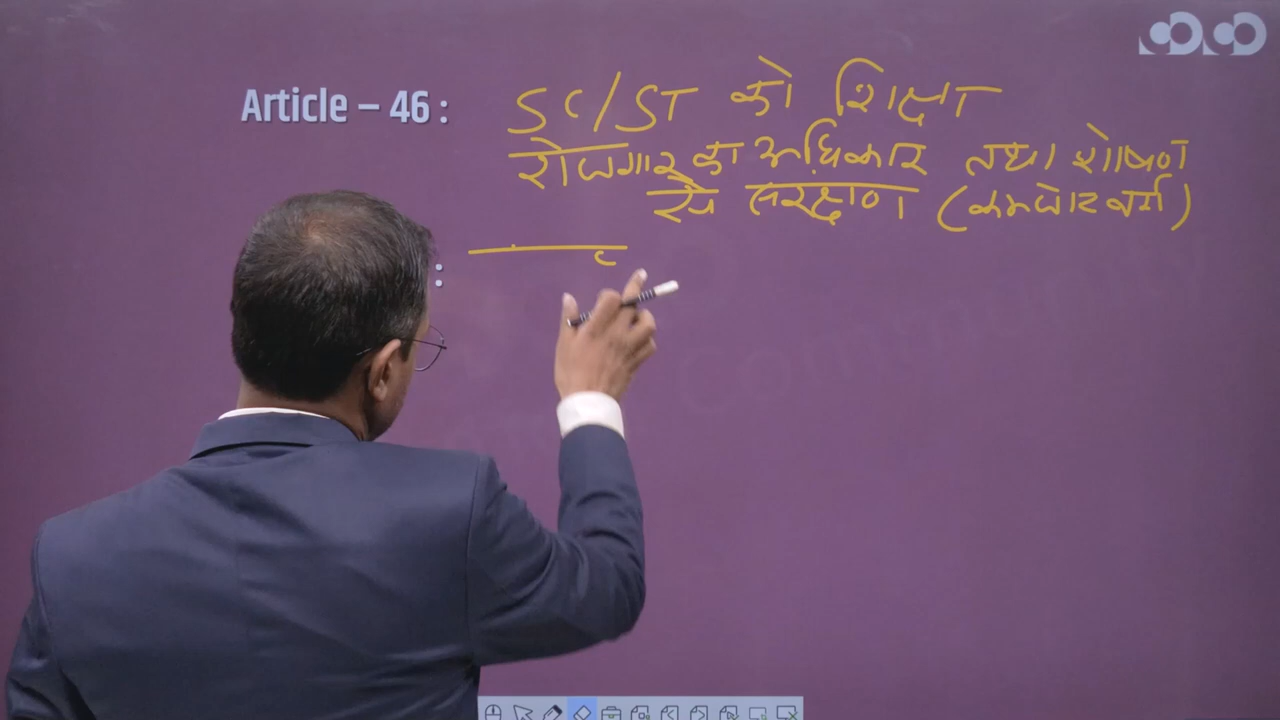 Article – 46 : SC/ST को शिक्षा
रोजगार का अधिकार तथा शोषण
से संरक्षण (कमजोर वर्ग)
: